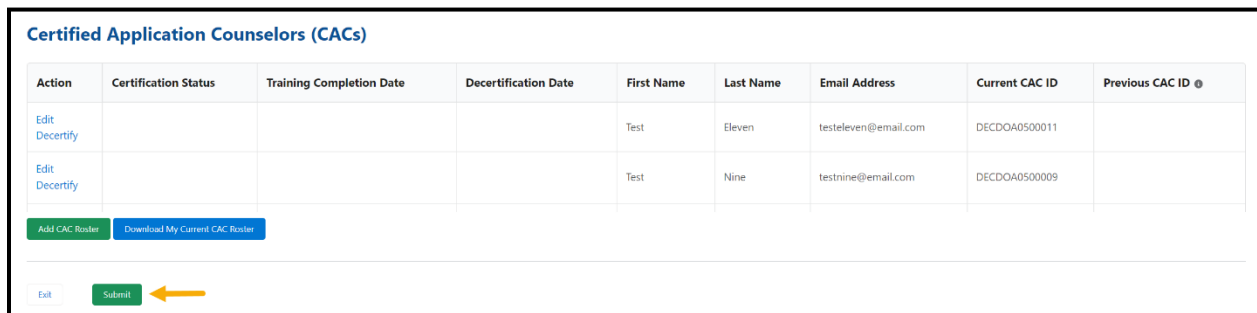 Certified Application Counselors (CACs)
Action Certification Status Training Completion Date Decertification Date First Name Last Name Email Address Current CAC ID Previous CAC ID
Edit
Decertify
Test Eleven testeleven@email.com DECDOA0500011
Edit
Decertify
Test Nine testnine@email.com DECDOA0500009
Add CAC Roster Download My Current CAC Roster
Exit Submit